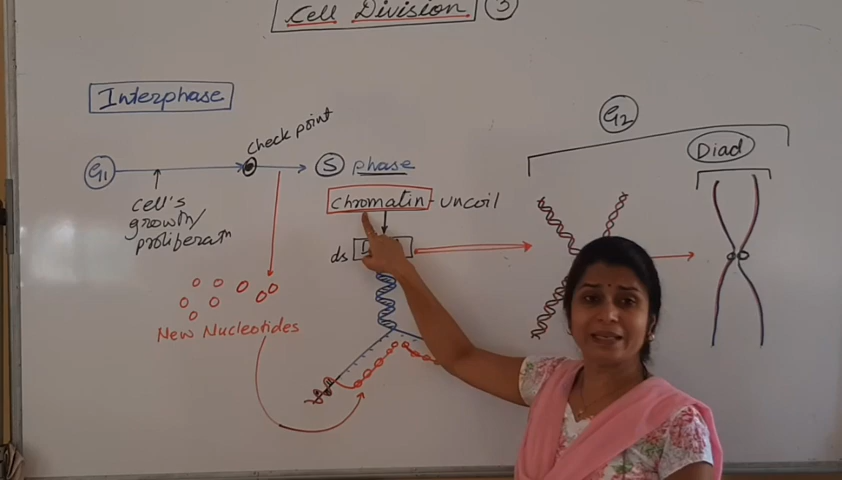 Cell Division 3
Interphase
G1
check point
S phase
cell's
growth/
proliferatn
chromatin - uncoil
ds
New Nucleotides
G2
Diad